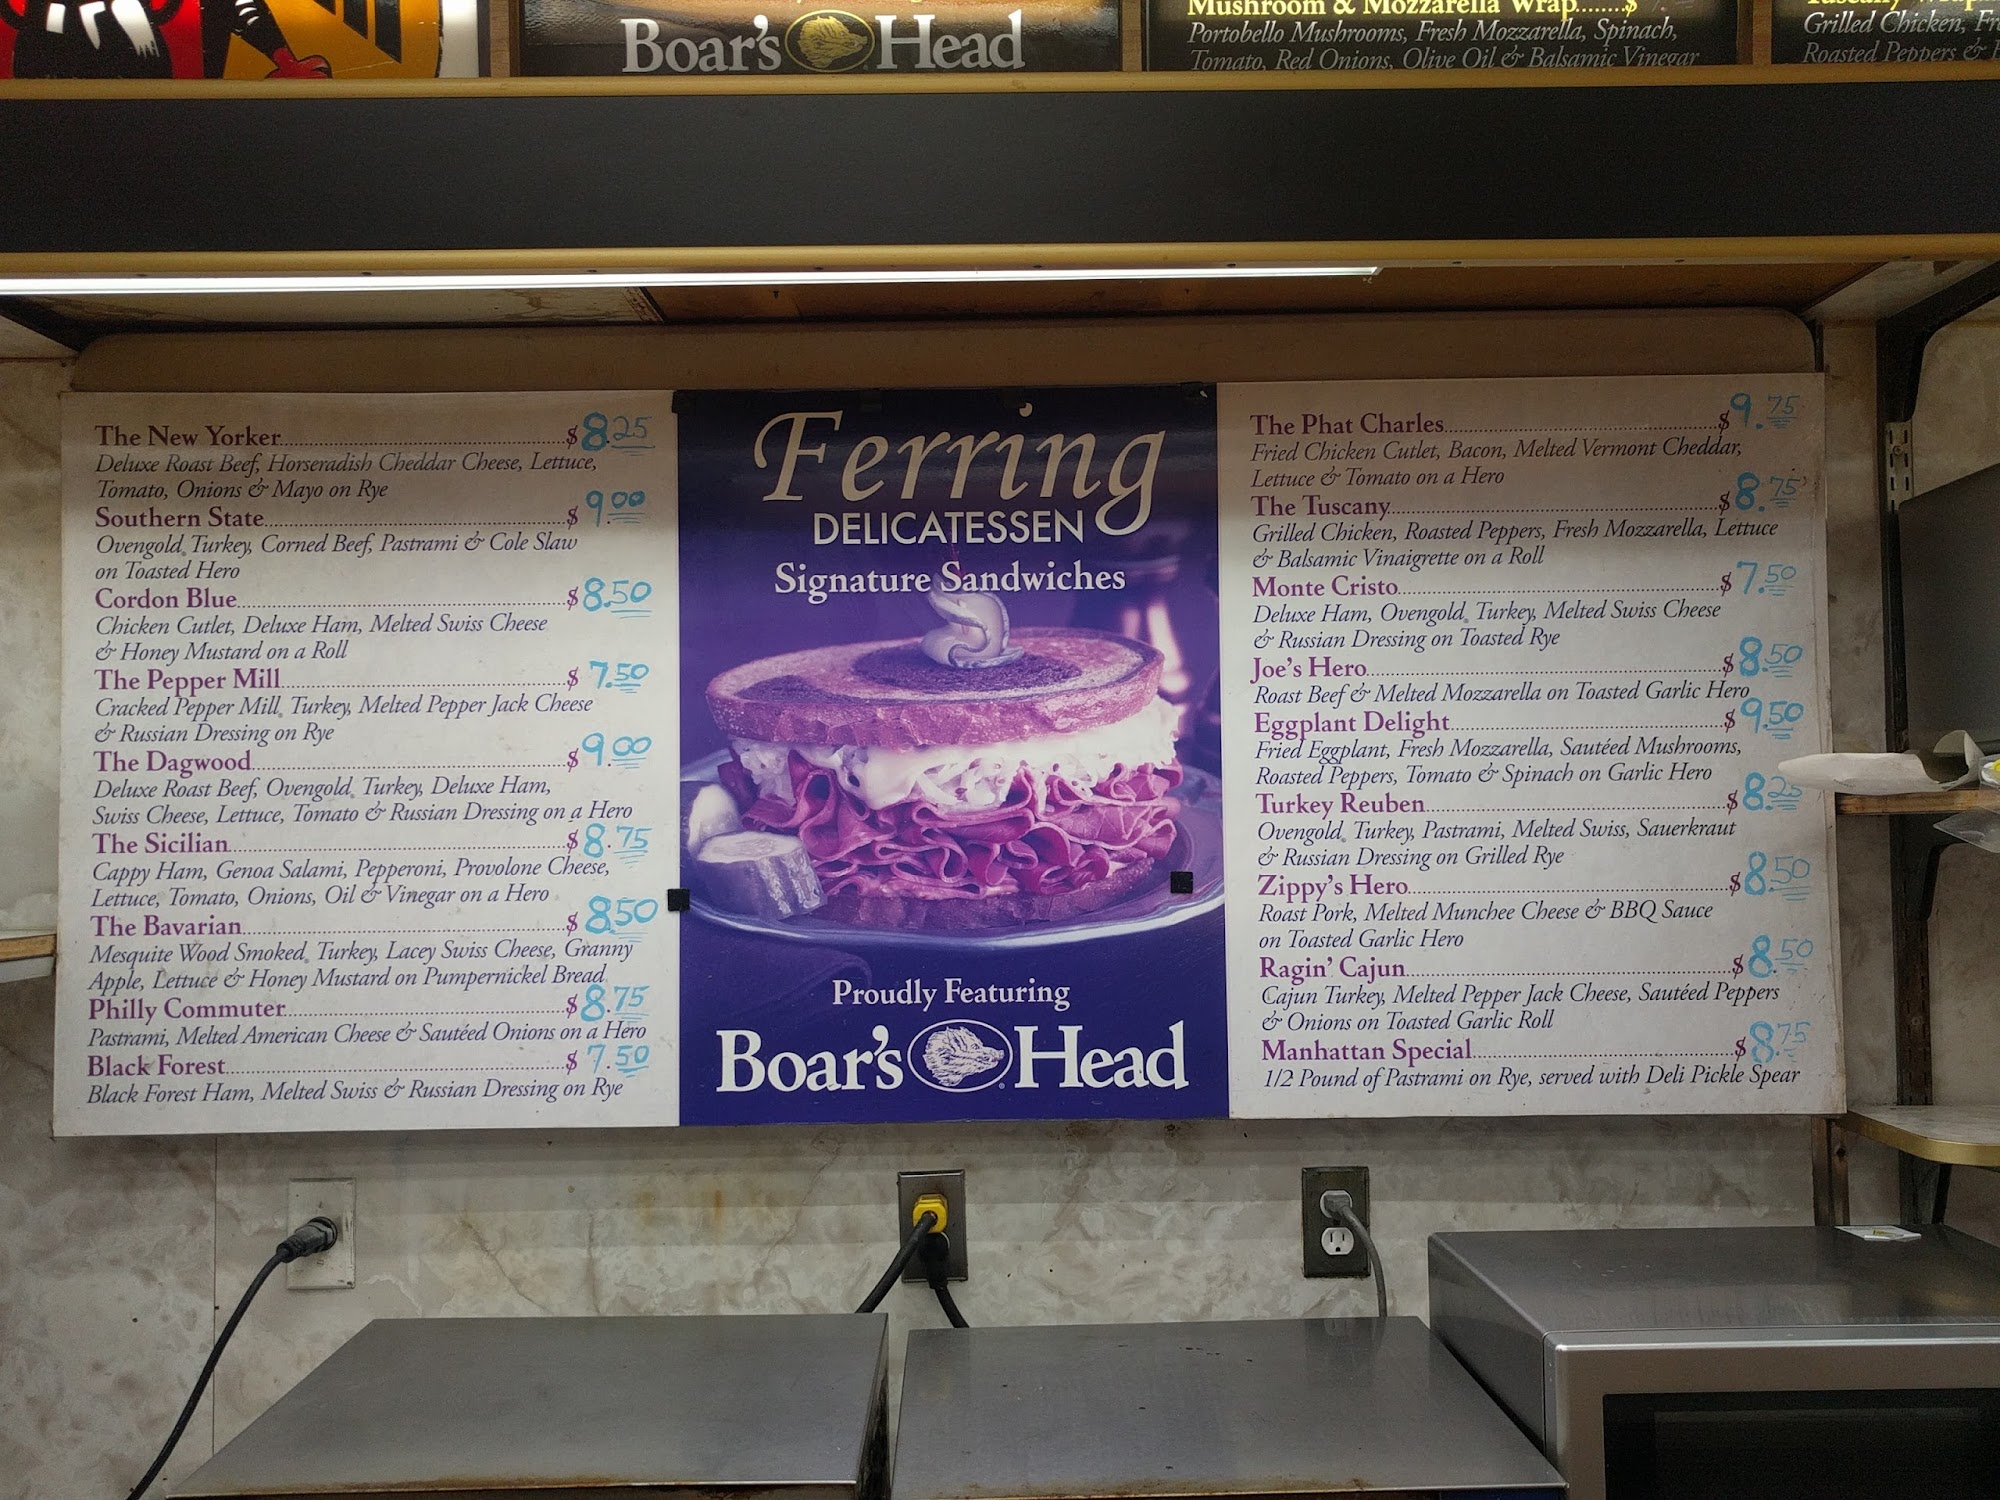 Boar's Head
Mushroom & Mozzarella Wrap........$
Portobello Mushrooms, Fresh Mozzarella, Spinach,
Tomato, Red Onions, Olive Oil & Balsamic Vinegar
Grilled Chicken,
Roasted Peppers &
The New Yorker $8.25
Deluxe Roast Beef, Horseradish Cheddar Cheese, Lettuce,
Tomato, Onions & Mayo on Rye
Southern State $9.00
Ovengold® Turkey, Corned Beef, Pastrami & Cole Slaw
on Toasted Hero
Cordon Blue $8.50
Chicken Cutlet, Deluxe Ham, Melted Swiss Cheese
& Honey Mustard on a Roll
The Pepper Mill $7.50
Cracked Pepper Mill® Turkey, Melted Pepper Jack Cheese
& Russian Dressing on Rye
The Dagwood $9.00
Deluxe Roast Beef, Ovengold® Turkey, Deluxe Ham,
Swiss Cheese, Lettuce, Tomato & Russian Dressing on a Hero
The Sicilian $8.75
Cappy Ham, Genoa Salami, Pepperoni, Provolone Cheese,
Lettuce, Tomato, Onions, Oil & Vinegar on a Hero
The Bavarian $8.50
Mesquite Wood Smoked® Turkey, Lacey Swiss Cheese, Granny
Apple, Lettuce & Honey Mustard on Pumpernickel Bread
Philly Commuter $8.75
Pastrami, Melted American Cheese & Sautéed Onions on a Hero
Black Forest $7.50
Black Forest Ham, Melted Swiss & Russian Dressing on Rye
Ferring
DELICATESSEN
Signature Sandwiches
Proudly Featuring
Boar's Head
The Phat Charles $9.75
Fried Chicken Cutlet, Bacon, Melted Vermont Cheddar,
Lettuce & Tomato on a Hero
The Tuscany $8.75
Grilled Chicken, Roasted Peppers, Fresh Mozzarella, Lettuce
& Balsamic Vinaigrette on a Roll
Monte Cristo $7.50
Deluxe Ham, Ovengold® Turkey, Melted Swiss Cheese
& Russian Dressing on Toasted Rye
Joe's Hero $8.50
Roast Beef & Melted Mozzarella on Toasted Garlic Hero
Eggplant Delight $9.50
Fried Eggplant, Fresh Mozzarella, Sautéed Mushrooms,
Roasted Peppers, Tomato & Spinach on Garlic Hero
Turkey Reuben $8.25
Ovengold® Turkey, Pastrami, Melted Swiss, Sauerkraut
& Russian Dressing on Grilled Rye
Zippy's Hero $8.50
Roast Pork, Melted Munchee Cheese & BBQ Sauce
on Toasted Garlic Hero
Ragin' Cajun $8.50
Cajun Turkey, Melted Pepper Jack Cheese, Sautéed Peppers
& Onions on Toasted Garlic Roll
Manhattan Special $8.75
1/2 Pound of Pastrami on Rye, served with Deli Pickle Spear